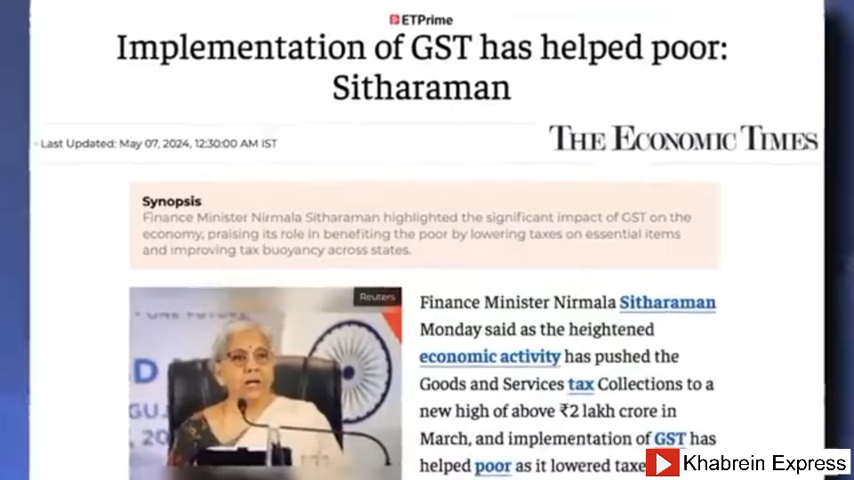 ETPrime
Implementation of GST has helped poor:
Sitharaman
Last Updated: May 07, 2024, 12:30:00 AM IST
THE ECONOMIC TIMES
Synopsis
Finance Minister Nirmala Sitharaman highlighted the significant impact of GST on the
economy, praising its role in benefiting the poor by lowering taxes on essential items
and improving tax buoyancy across states.
Reuters
ONE FUTURE
D
GUJ
20
Finance Minister Nirmala Sitharaman
Monday said as the heightened
economic activity has pushed the
Goods and Services tax Collections to a
new high of above ₹2 lakh crore in
March, and implementation of GST has
helped poor as it lowered taxe
Khabrein Express